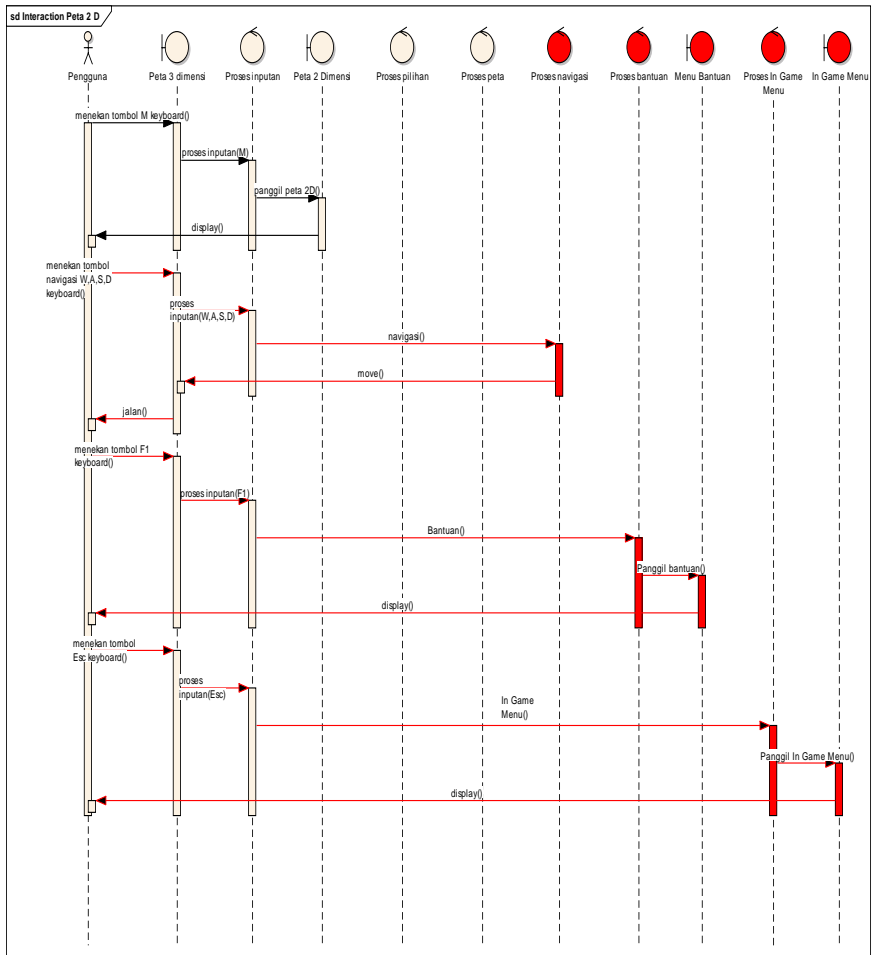 sd Interaction Peta 2 D
Pengguna
Peta 3 dimensi
Proses inputan
Peta 2 Dimensi
Proses pilihan
Proses peta
Proses navigasi
Proses bantuan
Menu Bantuan
Proses In Game
Menu
In Game Menu
menekan tombol M keyboard()
proses inputan(M)
panggil peta 2D()
display()
menekan tombol
navigasi W,A,S,D
keyboard()
proses
inputan(W,A,S,D)
navigasi()
move()
jalan()
menekan tombol F1
keyboard()
proses inputan(F1)
Bantuan()
Panggil bantuan()
display()
menekan tombol
Esc keyboard()
proses
inputan(Esc)
In Game
Menu()
Panggil In Game Menu()
display()